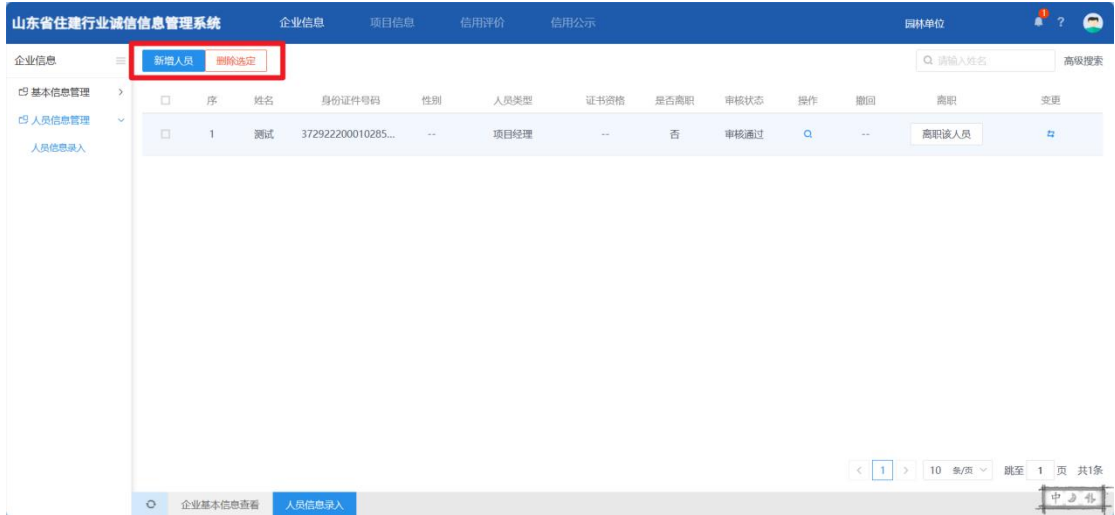 山东省住建行业诚信信息管理系统 企业信息 项目信息 信用评价 信用公示 园林单位 1 ?
企业信息 新增人员 删除选定 请输入姓名 高级搜索
基本信息管理
人员信息管理
人员信息录入
序 姓名 身份证件号码 性别 人员类型 证书资格 是否离职 审核状态 操作 撤回 离职 变更
1 测试 372922200010285... -- 项目经理 -- 否 审核通过 -- 离职该人员
< 1 > 10 条/页 跳至 1 页 共1条
企业基本信息查看 人员信息录入
中